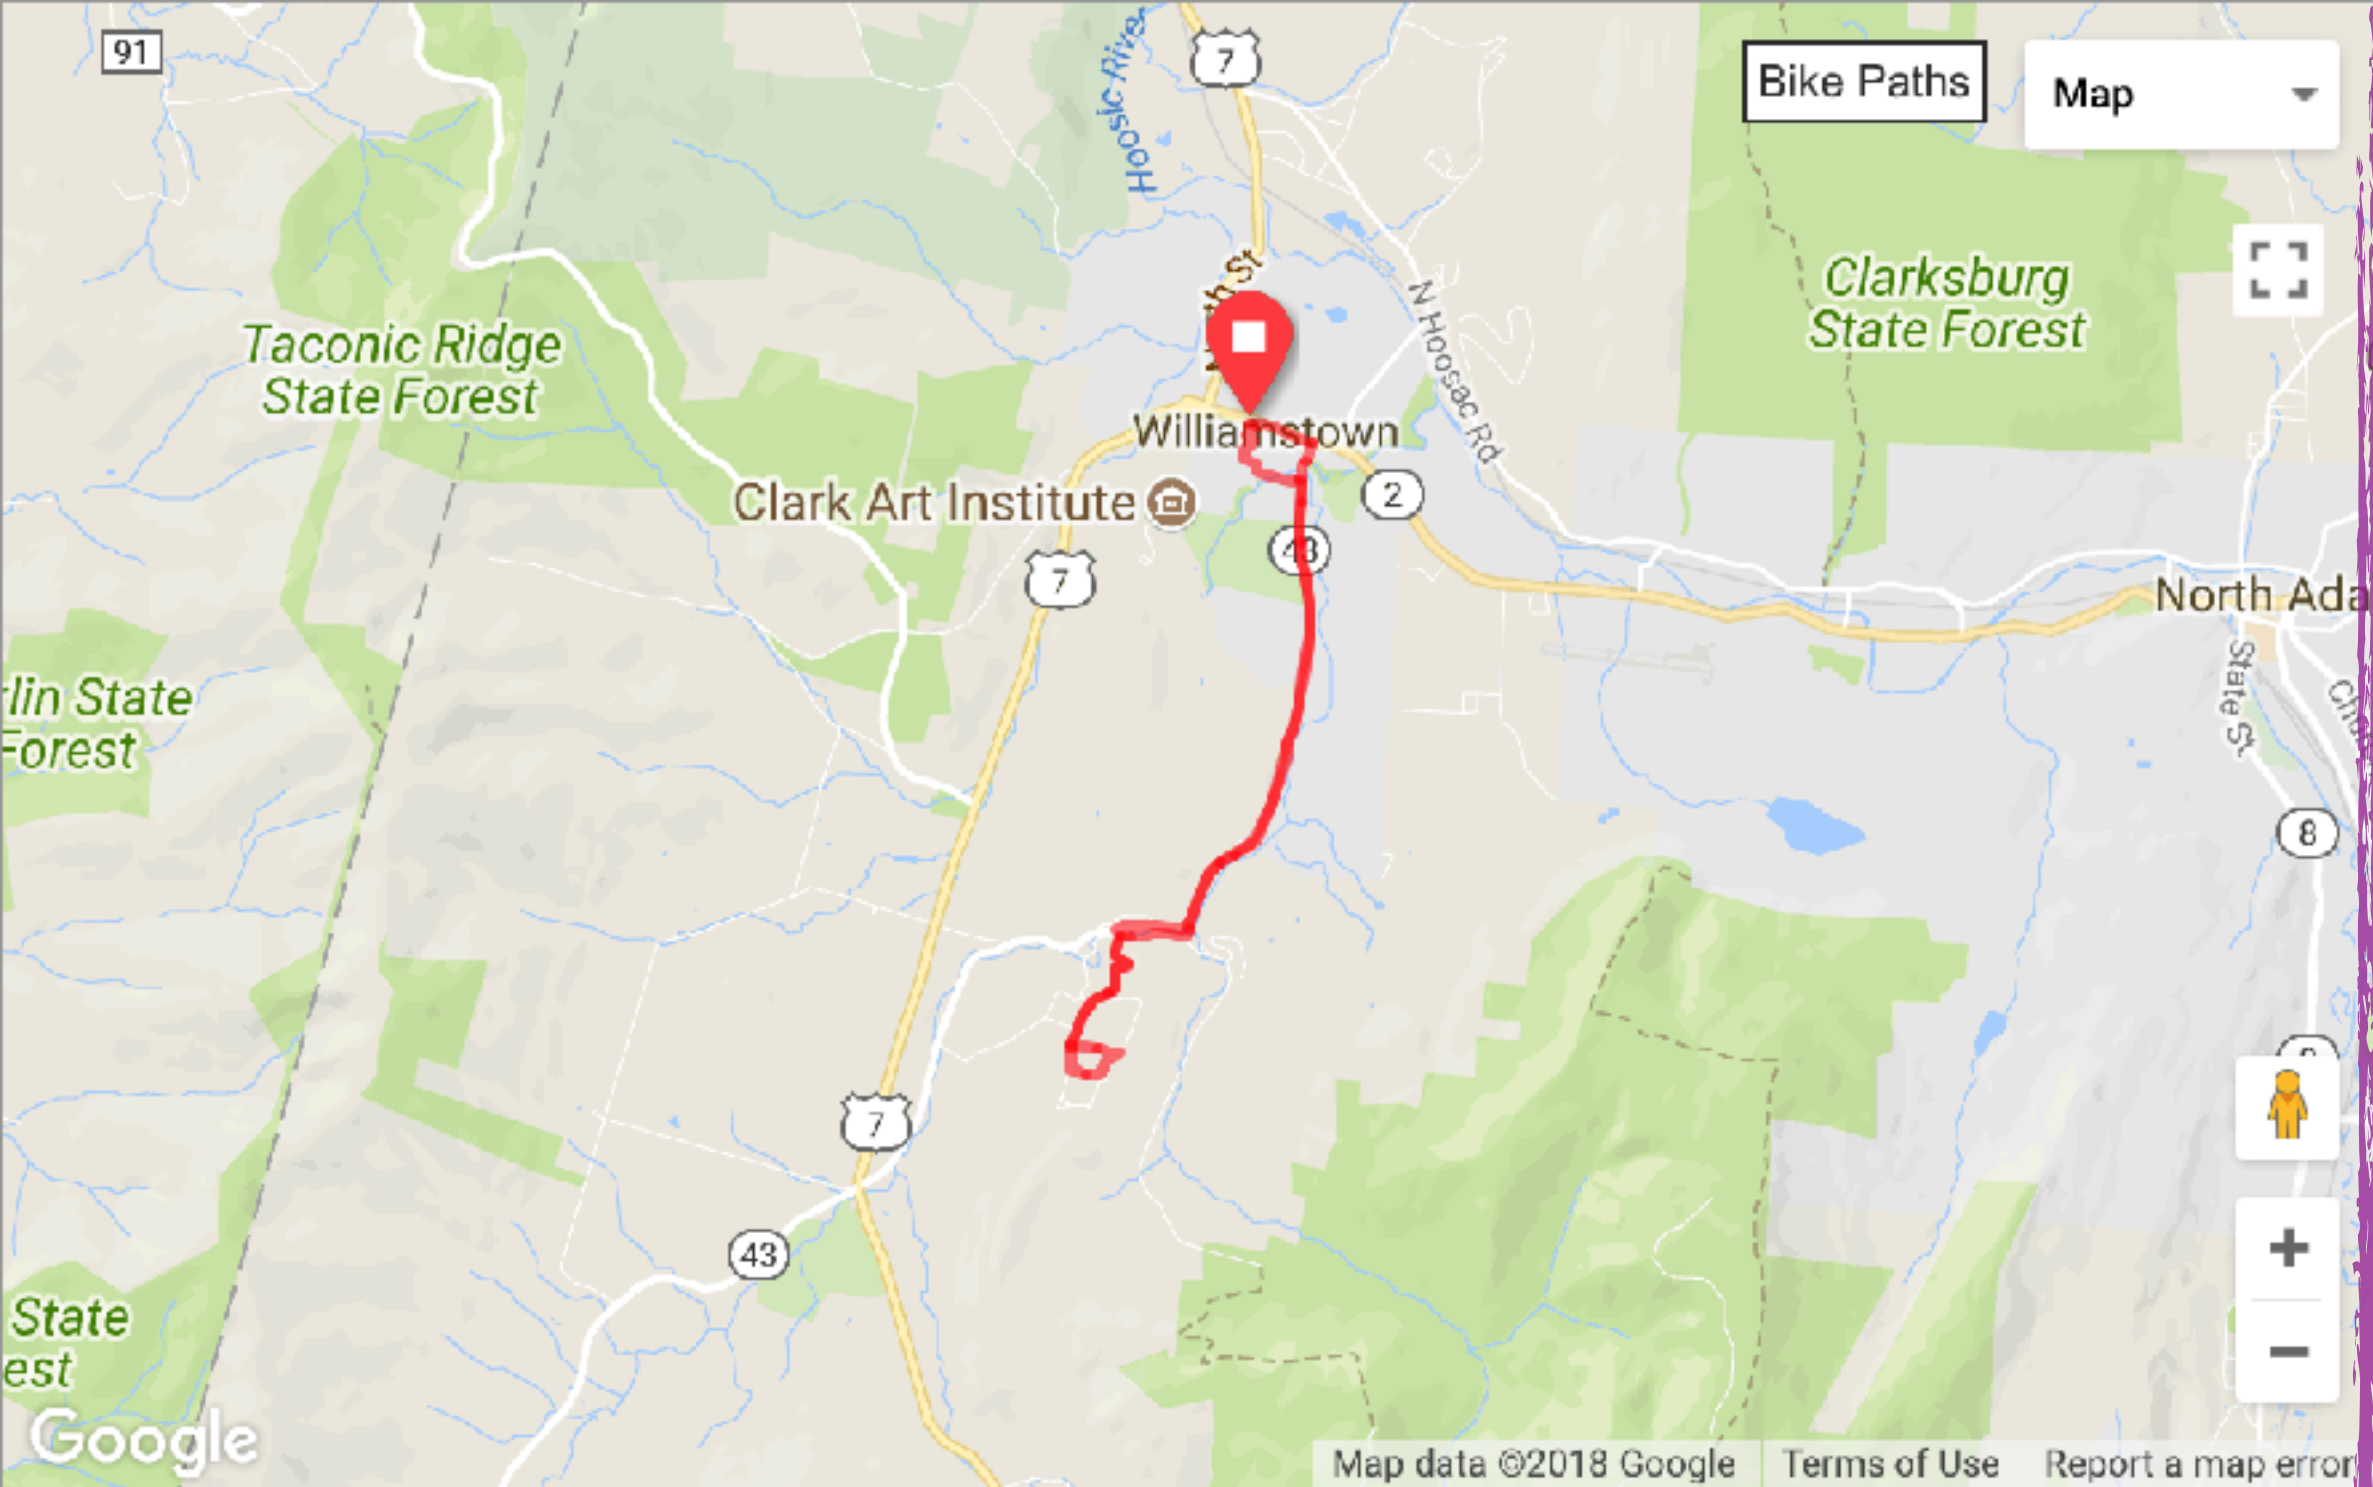 91
7
Hoosic River
Bike Paths
Map
Clarksburg
State Forest
N Hoosac Rd
Taconic Ridge
State Forest
Williamstown
Clark Art Institute
2
43
7
North Ada
State St
rlin State
Forest
8
7
43
State
est
Google
Map data ©2018 Google
Terms of Use
Report a map error